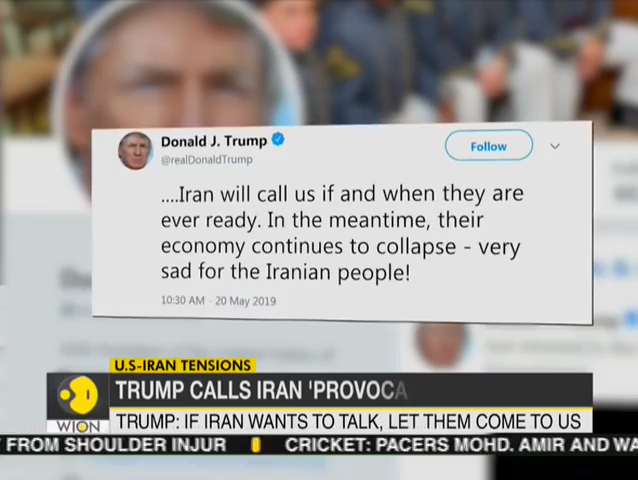 Donald J. Trump
@realDonaldTrump
Follow
....Iran will call us if and when they are
ever ready. In the meantime, their
economy continues to collapse - very
sad for the Iranian people!
10:30 AM - 20 May 2019
U.S-IRAN TENSIONS
TRUMP CALLS IRAN 'PROVOCA
WION
TRUMP: IF IRAN WANTS TO TALK, LET THEM COME TO US
FROM SHOULDER INJUR
CRICKET: PACERS MOHD. AMIR AND WA